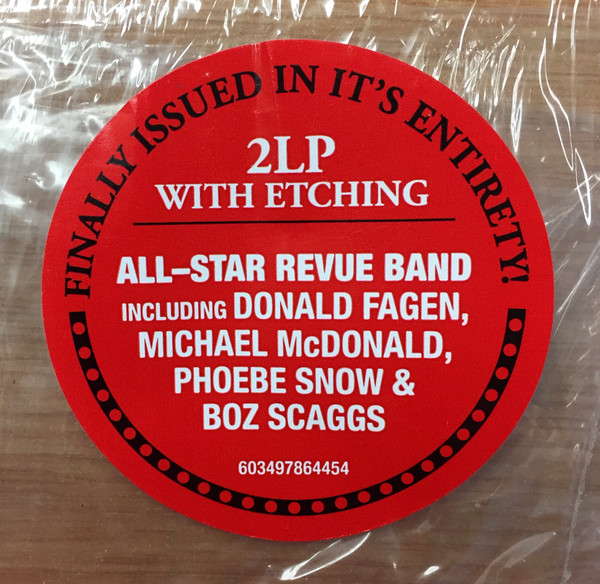 FINALLY ISSUED IN IT'S ENTIRETY!
2LP
WITH ETCHING
ALL–STAR REVUE BAND
INCLUDING DONALD FAGEN,
MICHAEL McDONALD,
PHOEBE SNOW &
BOZ SCAGGS
603497864454